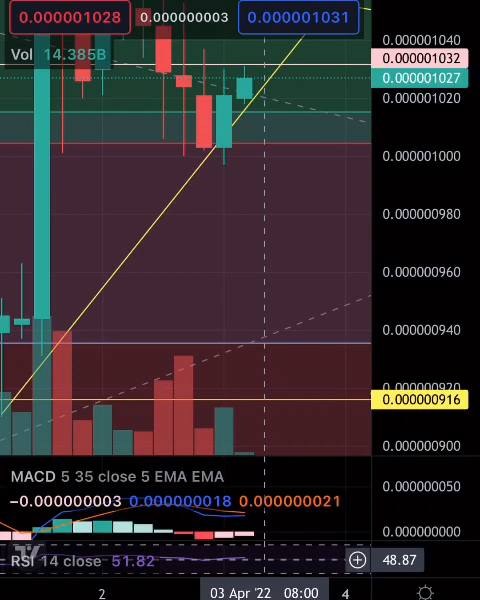 0.000001028 0.000000003 0.000001031
Vol 14.385B
0.000001040
0.000001032
0.000001027
0.000001020
0.000001000
0.000000980
0.000000960
0.000000940
0.000000916
0.000000900
MACD 5 35 close 5 EMA EMA
−0.000000003 0.000000018 0.000000021
0.000000050
0.000000000
RSI 14 close 51.82
48.87
2 03 Apr '22 08:00 4